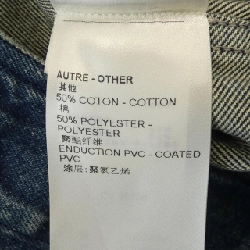 AUTRE - OTHER
其他
50% COTON - COTTON
棉
50% POLYLSTER -
POLYESTER
聚酯纤维
ENDUCTION PVC - COATED
PVC
涂层:聚氯乙烯